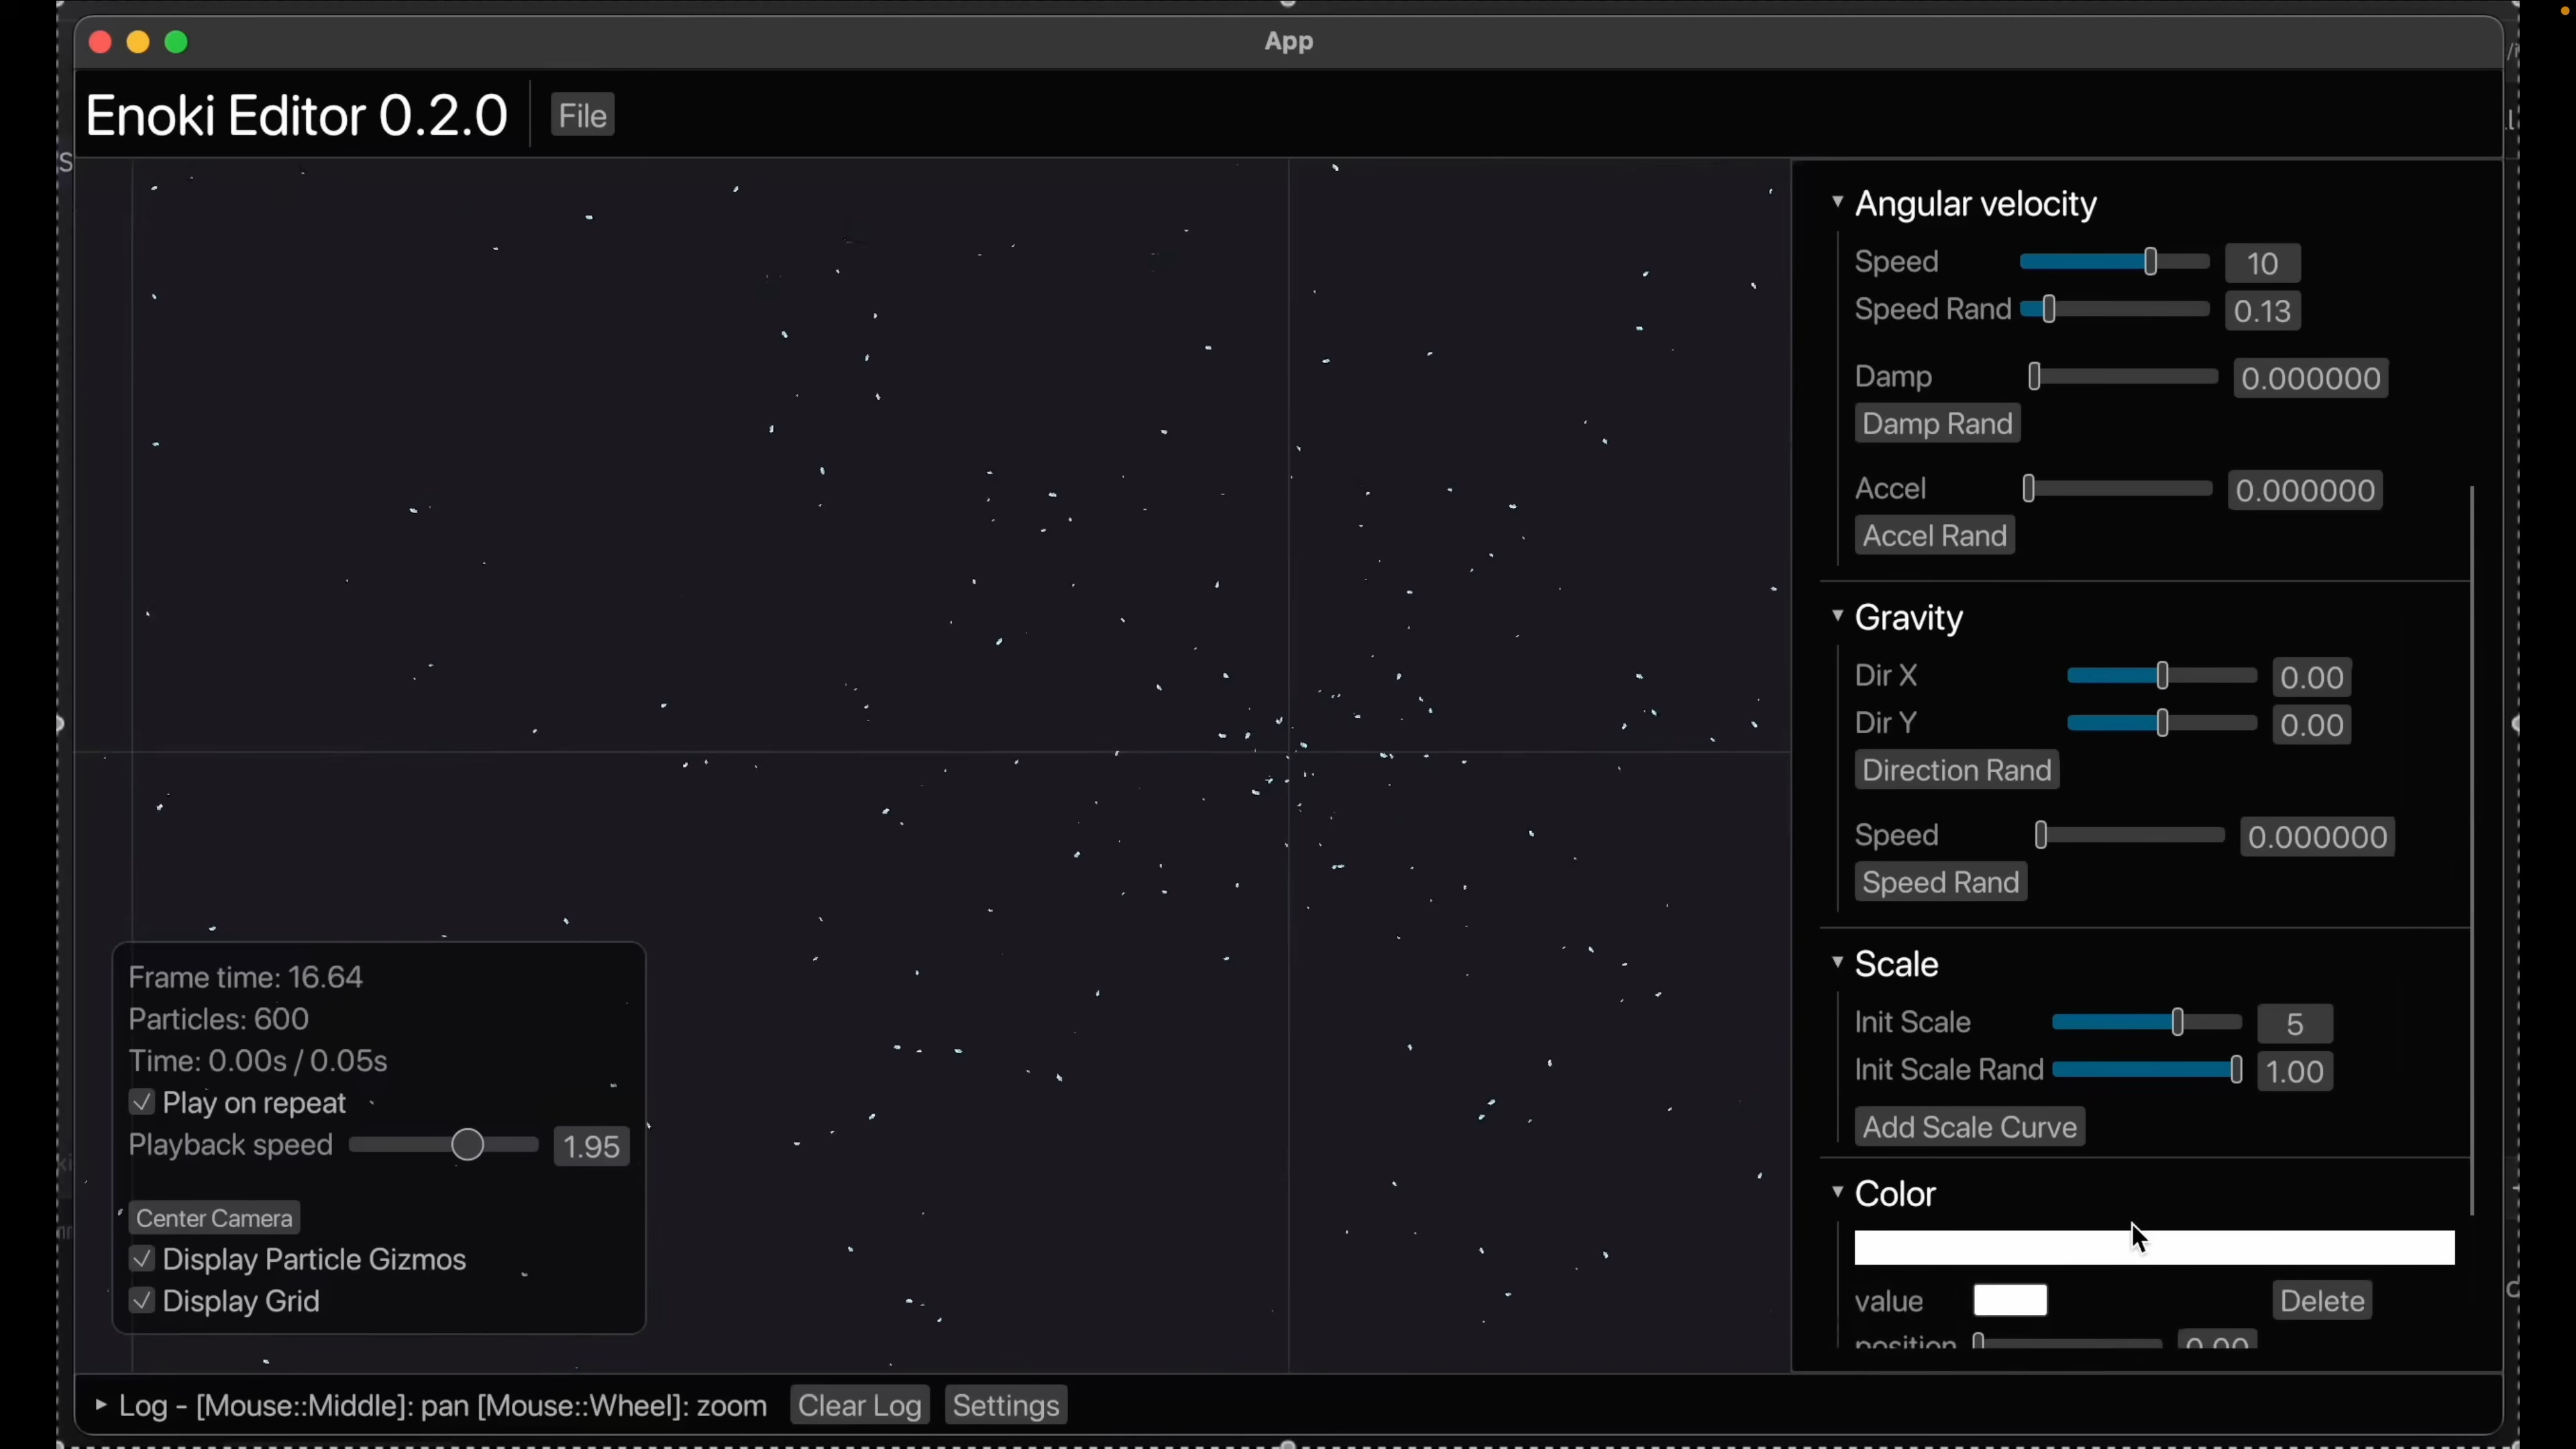 App
Enoki Editor 0.2.0 File
Angular velocity
Speed 10
Speed Rand 0.13
Damp 0.000000
Damp Rand
Accel 0.000000
Accel Rand
Gravity
Dir X 0.00
Dir Y 0.00
Direction Rand
Speed 0.000000
Speed Rand
Scale
Init Scale 5
Init Scale Rand 1.00
Add Scale Curve
Color
value Delete
position 0.00
Frame time: 16.64
Particles: 600
Time: 0.00s / 0.05s
Play on repeat
Playback speed 1.95
Center Camera
Display Particle Gizmos
Display Grid
Log - [Mouse::Middle]: pan [Mouse::Wheel]: zoom Clear Log Settings